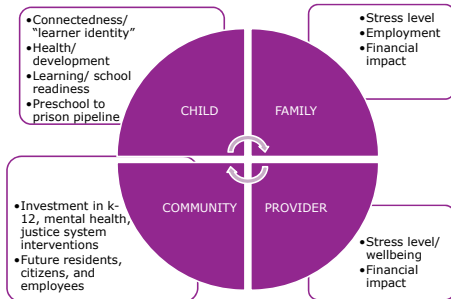 •Connectedness/
“learner identity”
•Health/
development
•Learning/ school
readiness
•Preschool to
prison pipeline
•Stress level
•Employment
•Financial
impact
CHILD
FAMILY
COMMUNITY
PROVIDER
•Investment in k-
12, mental health,
justice system
interventions
•Future residents,
citizens, and
employees
•Stress level/
wellbeing
•Financial
impact